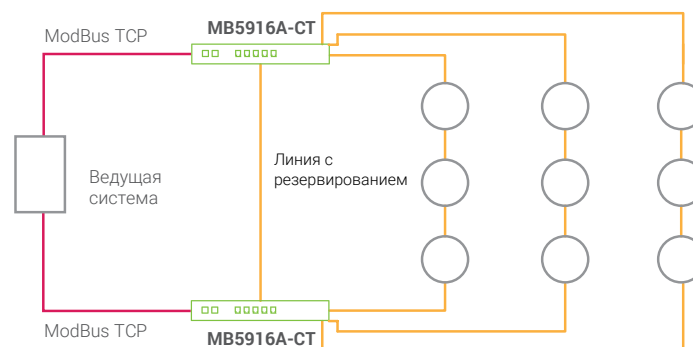 ModBus TCP
MB5916A-CT
Ведущая
система
Линия с
резервированием
ModBus TCP
MB5916A-CT